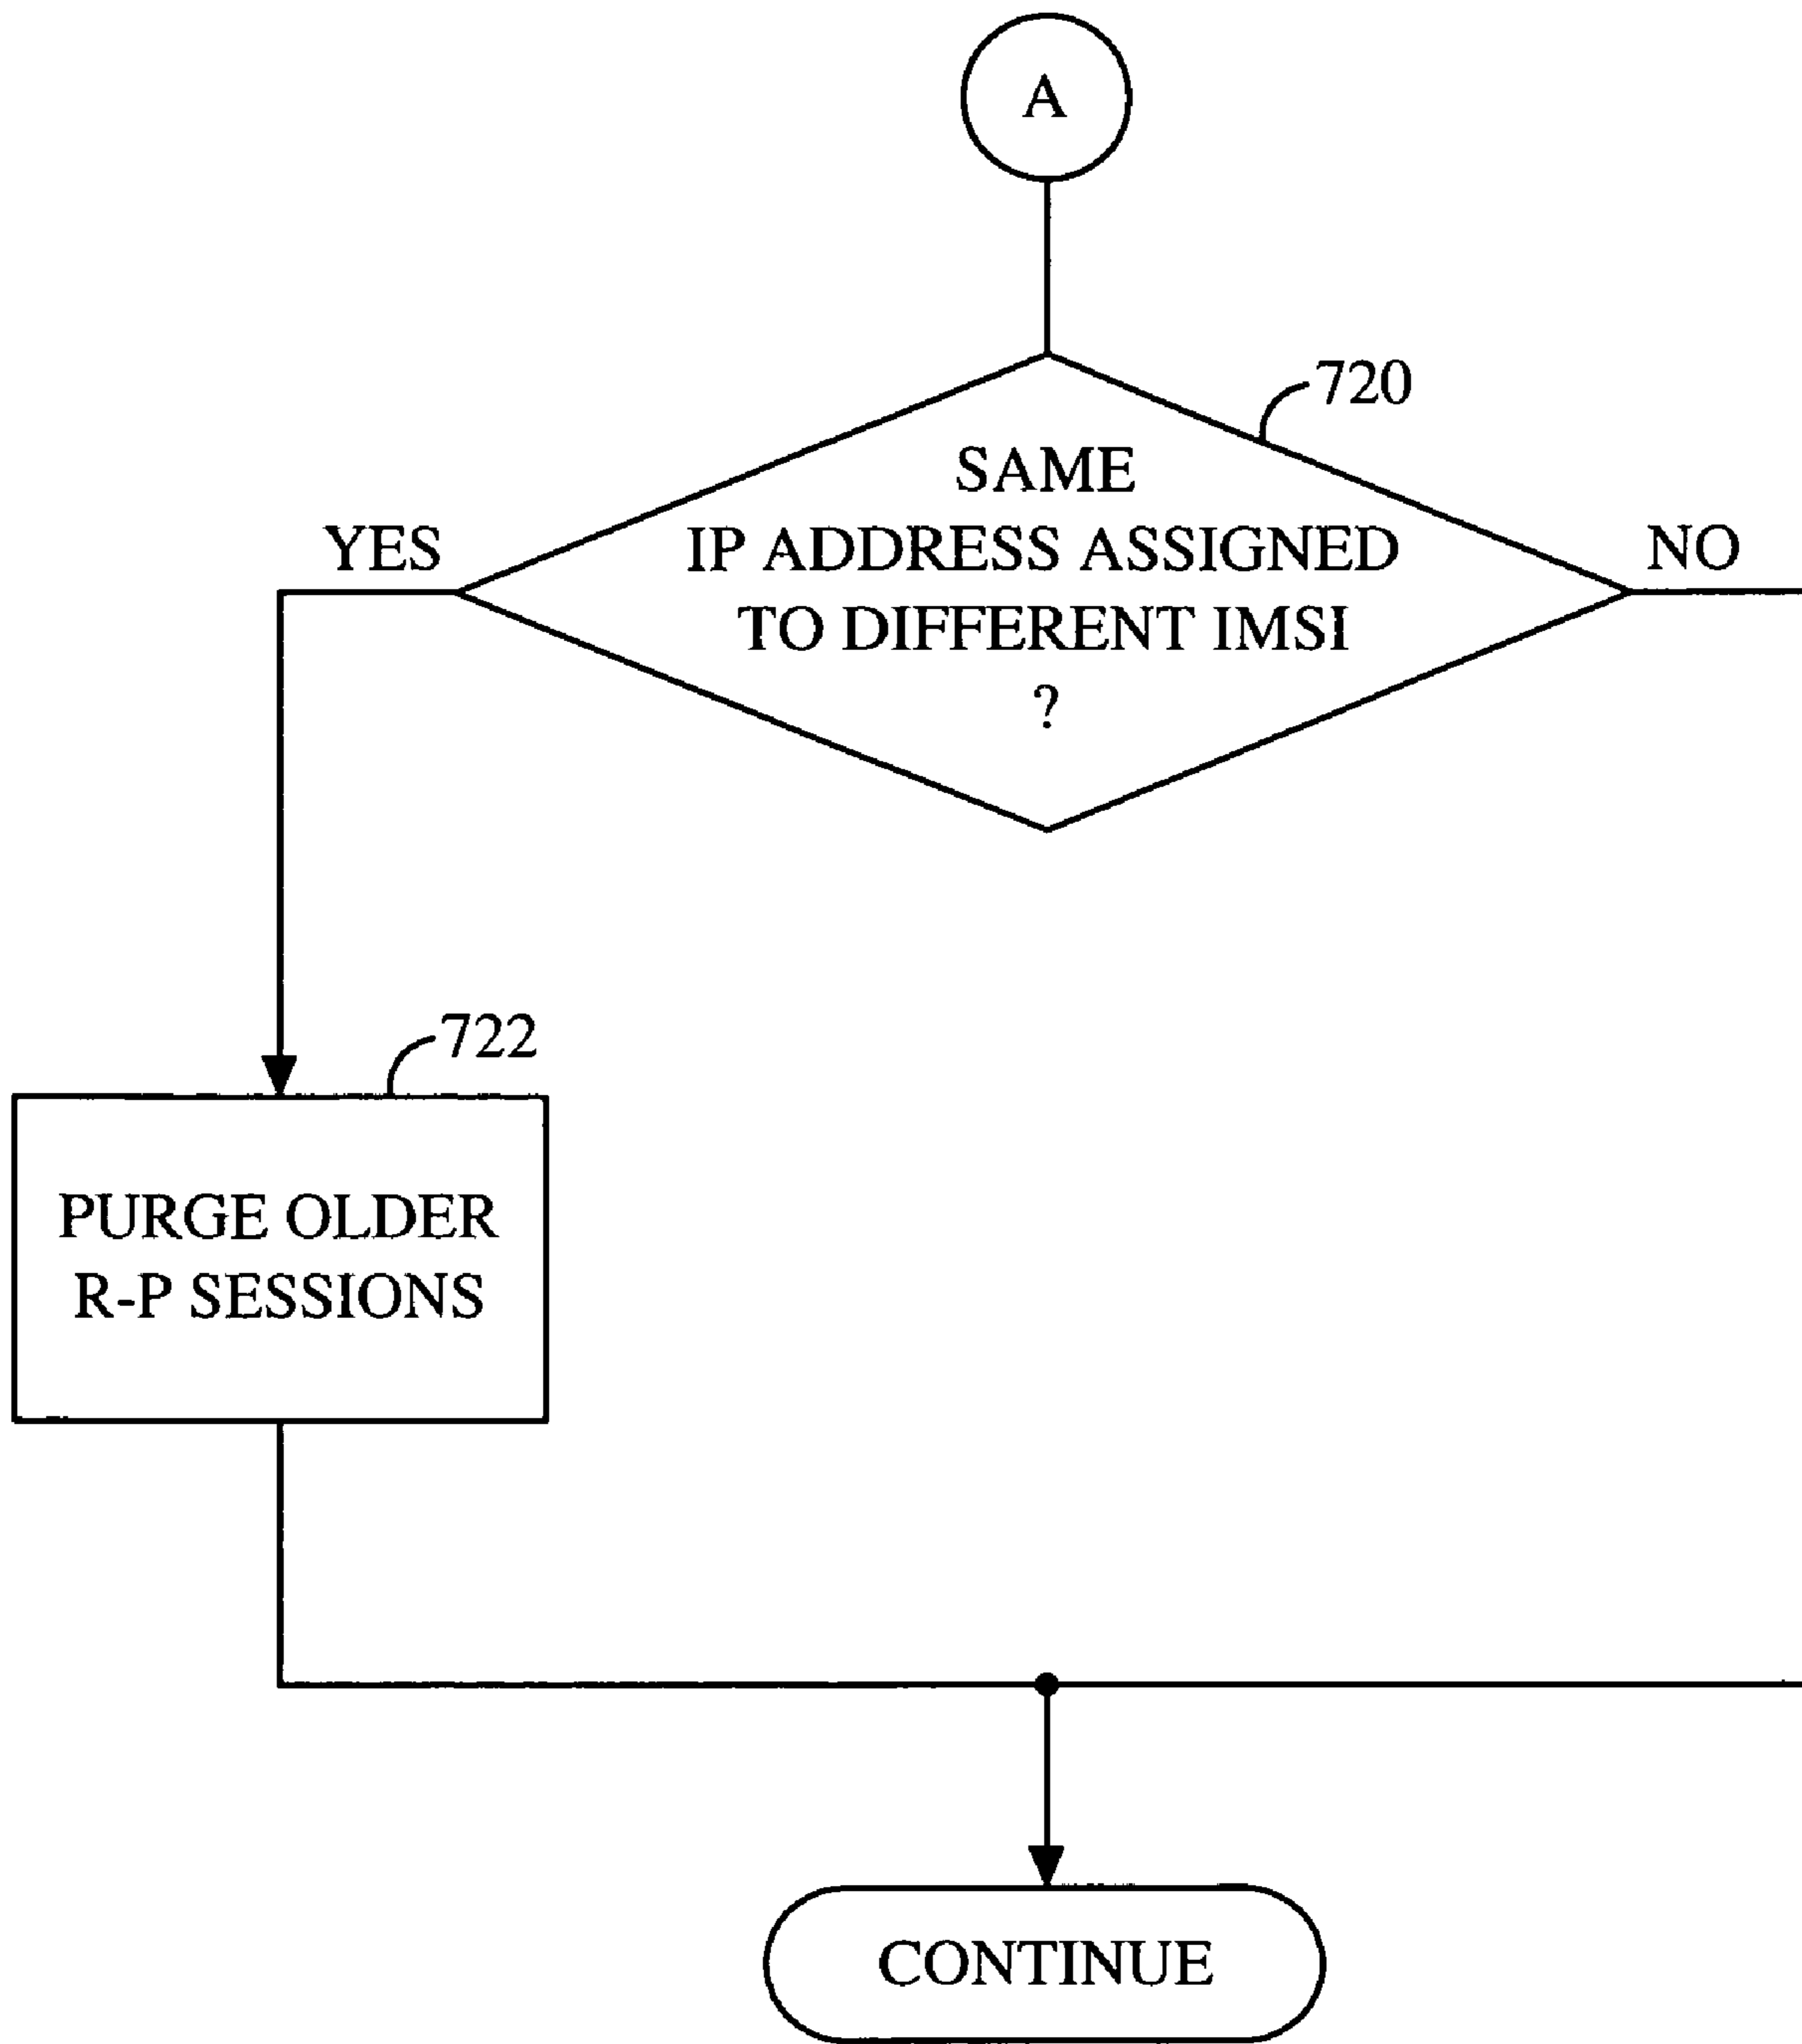 A
720
SAME
IP ADDRESS ASSIGNED
TO DIFFERENT IMSI
?
YES
NO
722
PURGE OLDER
R-P SESSIONS
CONTINUE